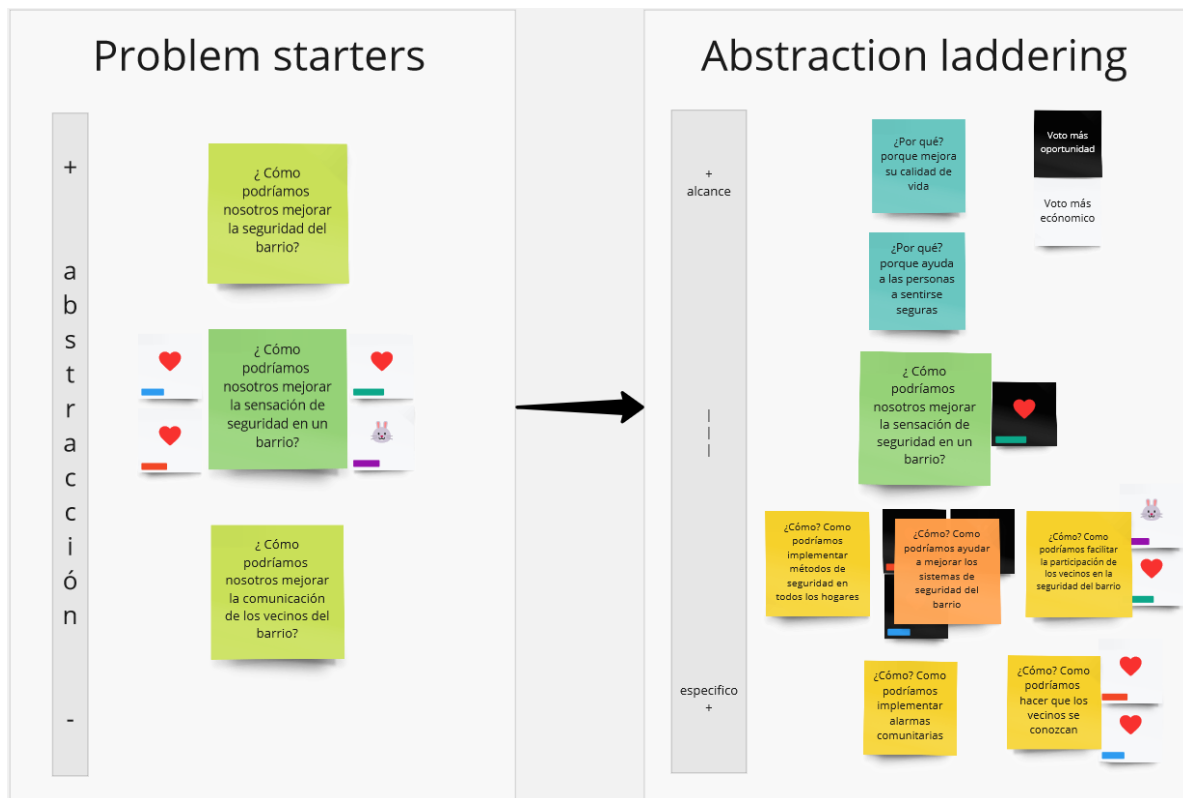 Problem starters
+
abstracción
-
¿ Cómo
podríamos
nosotros mejorar
la seguridad del
barrio?
¿ Cómo
podríamos
nosotros mejorar
la sensación de
seguridad en un
barrio?
¿ Cómo
podríamos
nosotros mejorar
la comunicación
de los vecinos del
barrio?
Abstraction laddering
+
alcance
|
|
|
especifico
+
¿Por qué?
porque mejora
su calidad de
vida
Voto más
oportunidad
Voto más
ecónomico
¿Por qué?
porque ayuda
a las personas
a sentirse
seguras
¿ Cómo
podríamos
nosotros mejorar
la sensación de
seguridad en un
barrio?
¿Cómo? Como
podríamos
implementar
métodos de
seguridad en
todos los hogares
¿Cómo? Como
podríamos ayudar
a mejorar los
sistemas de
seguridad del
barrio
¿Cómo? Como
podríamos facilitar
la participación de
los vecinos en la
seguridad del barrio
¿Cómo? Como
podríamos
implementar
alarmas
comunitarias
¿Cómo? Como
podríamos
hacer que los
vecinos se
conozcan